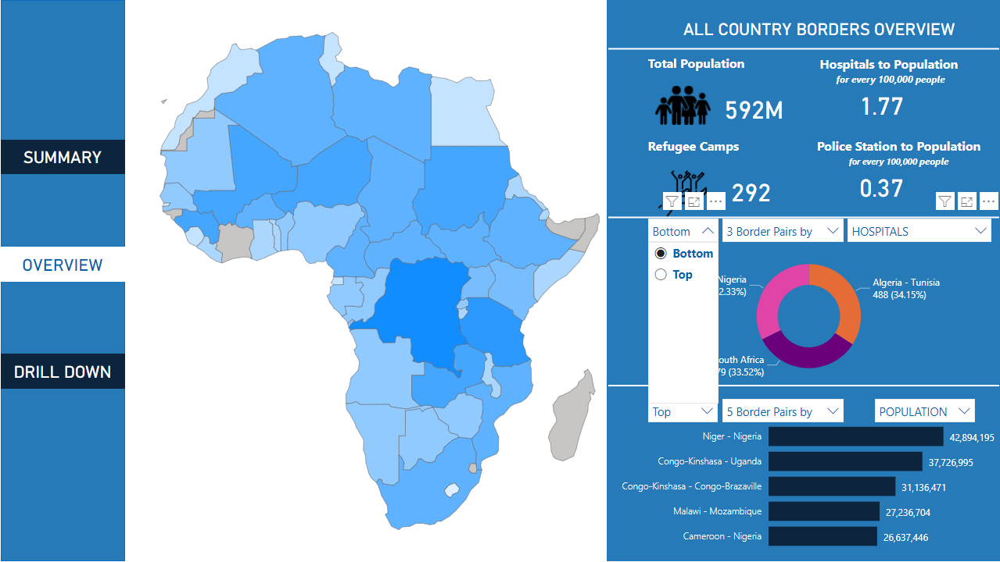 SUMMARY
OVERVIEW
DRILL DOWN
ALL COUNTRY BORDERS OVERVIEW
Total Population
592M
Hospitals to Population
for every 100,000 people
1.77
Refugee Camps
292
Police Station to Population
for every 100,000 people
0.37
Bottom
3 Border Pairs by
HOSPITALS
Bottom
Top
Nigeria
2.33%)
Algeria - Tunisia
488 (34.15%)
outh Africa
79 (33.52%)
Top
5 Border Pairs by
POPULATION
Niger - Nigeria
42,894,195
Congo-Kinshasa - Uganda
37,726,995
Congo-Kinshasa - Congo-Brazaville
31,136,471
Malawi - Mozambique
27,236,704
Cameroon - Nigeria
26,637,446